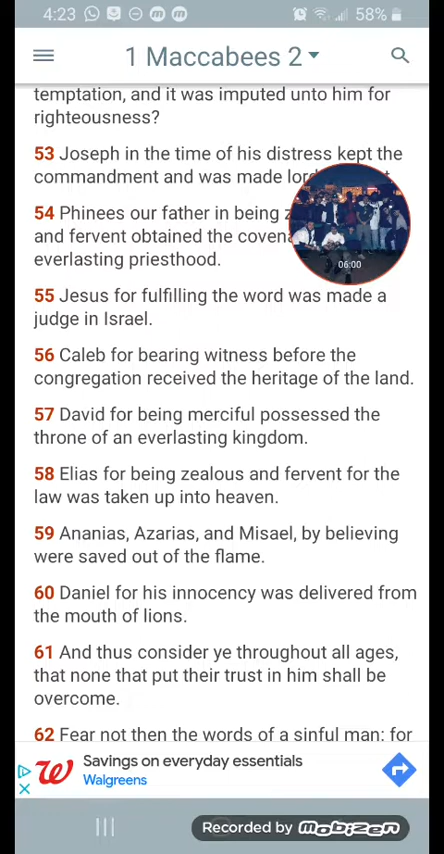 4:23 58%
1 Maccabees 2
temptation, and it was imputed unto him for
righteousness?
53 Joseph in the time of his distress kept the
commandment and was made
54 Phinees our father in being
and fervent obtained the
everlasting priesthood.
55 Jesus for fulfilling the word was made a
judge in Israel.
56 Caleb for bearing witness before the
congregation received the heritage of the land.
57 David for being merciful possessed the
throne of an everlasting kingdom.
58 Elias for being zealous and fervent for the
law was taken up into heaven.
59 Ananias, Azarias, and Misael, by believing
were saved out of the flame.
60 Daniel for his innocency was delivered from
the mouth of lions.
61 And thus consider ye throughout all ages,
that none that put their trust in him shall be
overcome.
62 Fear not then the words of a sinful man: for
06:00
Savings on everyday essentials
Walgreens
Recorded by Mobizen